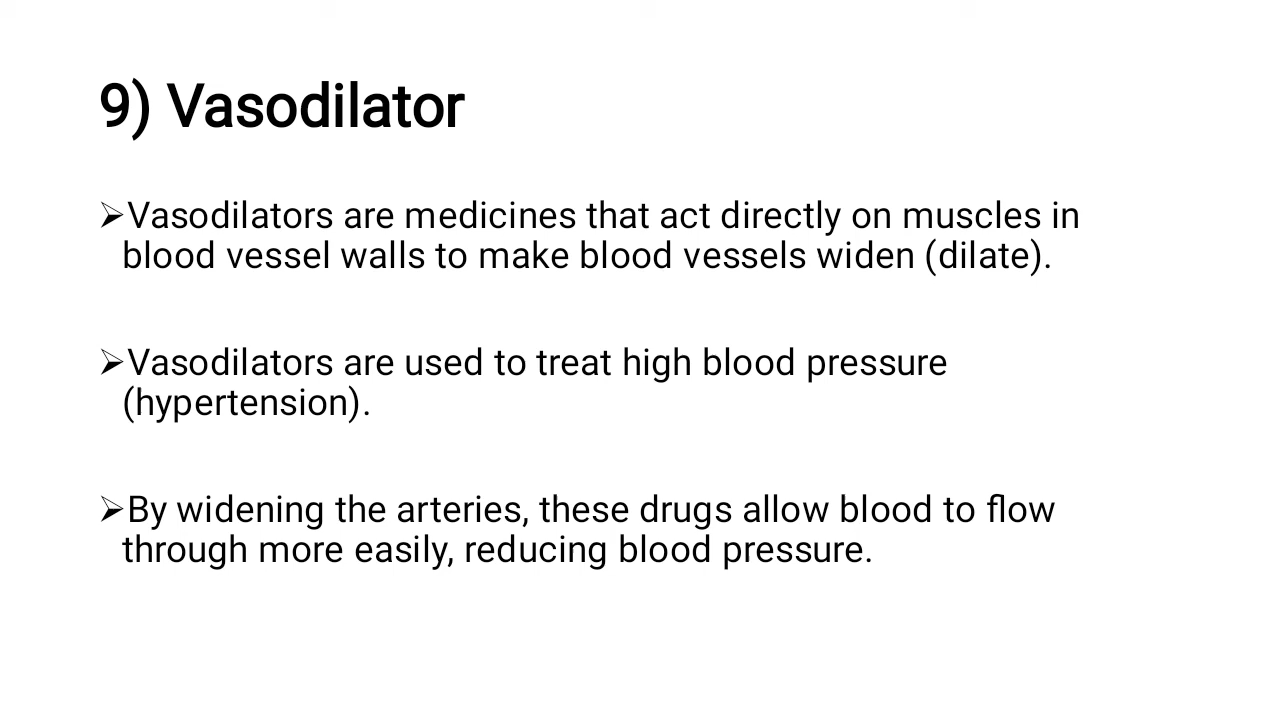 9) Vasodilator
➢Vasodilators are medicines that act directly on muscles in
blood vessel walls to make blood vessels widen (dilate).
➢Vasodilators are used to treat high blood pressure
(hypertension).
➢By widening the arteries, these drugs allow blood to flow
through more easily, reducing blood pressure.